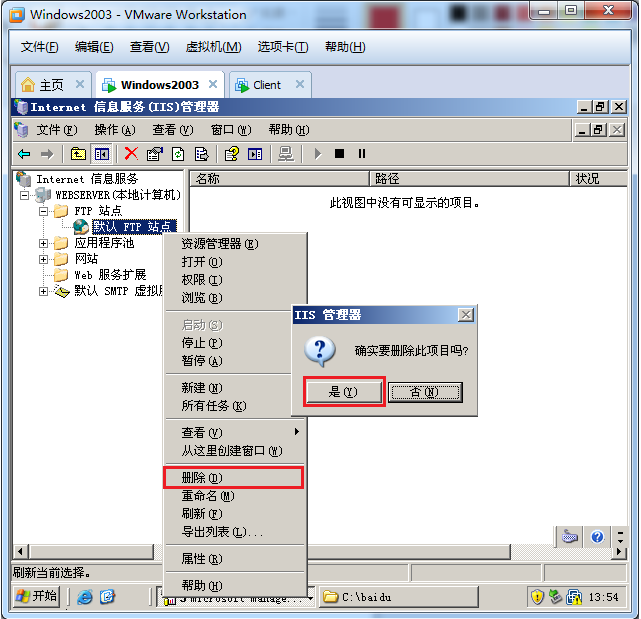 Windows2003 - VMware Workstation
文件(F) 编辑(E) 查看(V) 虚拟机(M) 选项卡(T) 帮助(H)
主页 Windows2003 Client
Internet 信息服务(IIS)管理器
文件(F) 操作(A) 查看(V) 窗口(W) 帮助(H)
Internet 信息服务
WEBSERVER(本地计算机)
FTP 站点
默认 FTP 站点
应用程序池
网站
Web 服务扩展
默认 SMTP 虚拟
名称 路径 状况
此视图中没有可显示的项目。
资源管理器(E)
打开(O)
权限(I)
浏览(B)
启动(S)
停止(P)
暂停(A)
新建(N)
所有任务(K)
查看(V)
从这里创建窗口(W)
删除(D)
重命名(M)
刷新(F)
导出列表(L)...
属性(R)
帮助(H)
IIS 管理器
确实要删除此项目吗?
是(Y) 否(N)
刷新当前选择。
开始 3 Microsoft Manage... C:\baidu 13:54